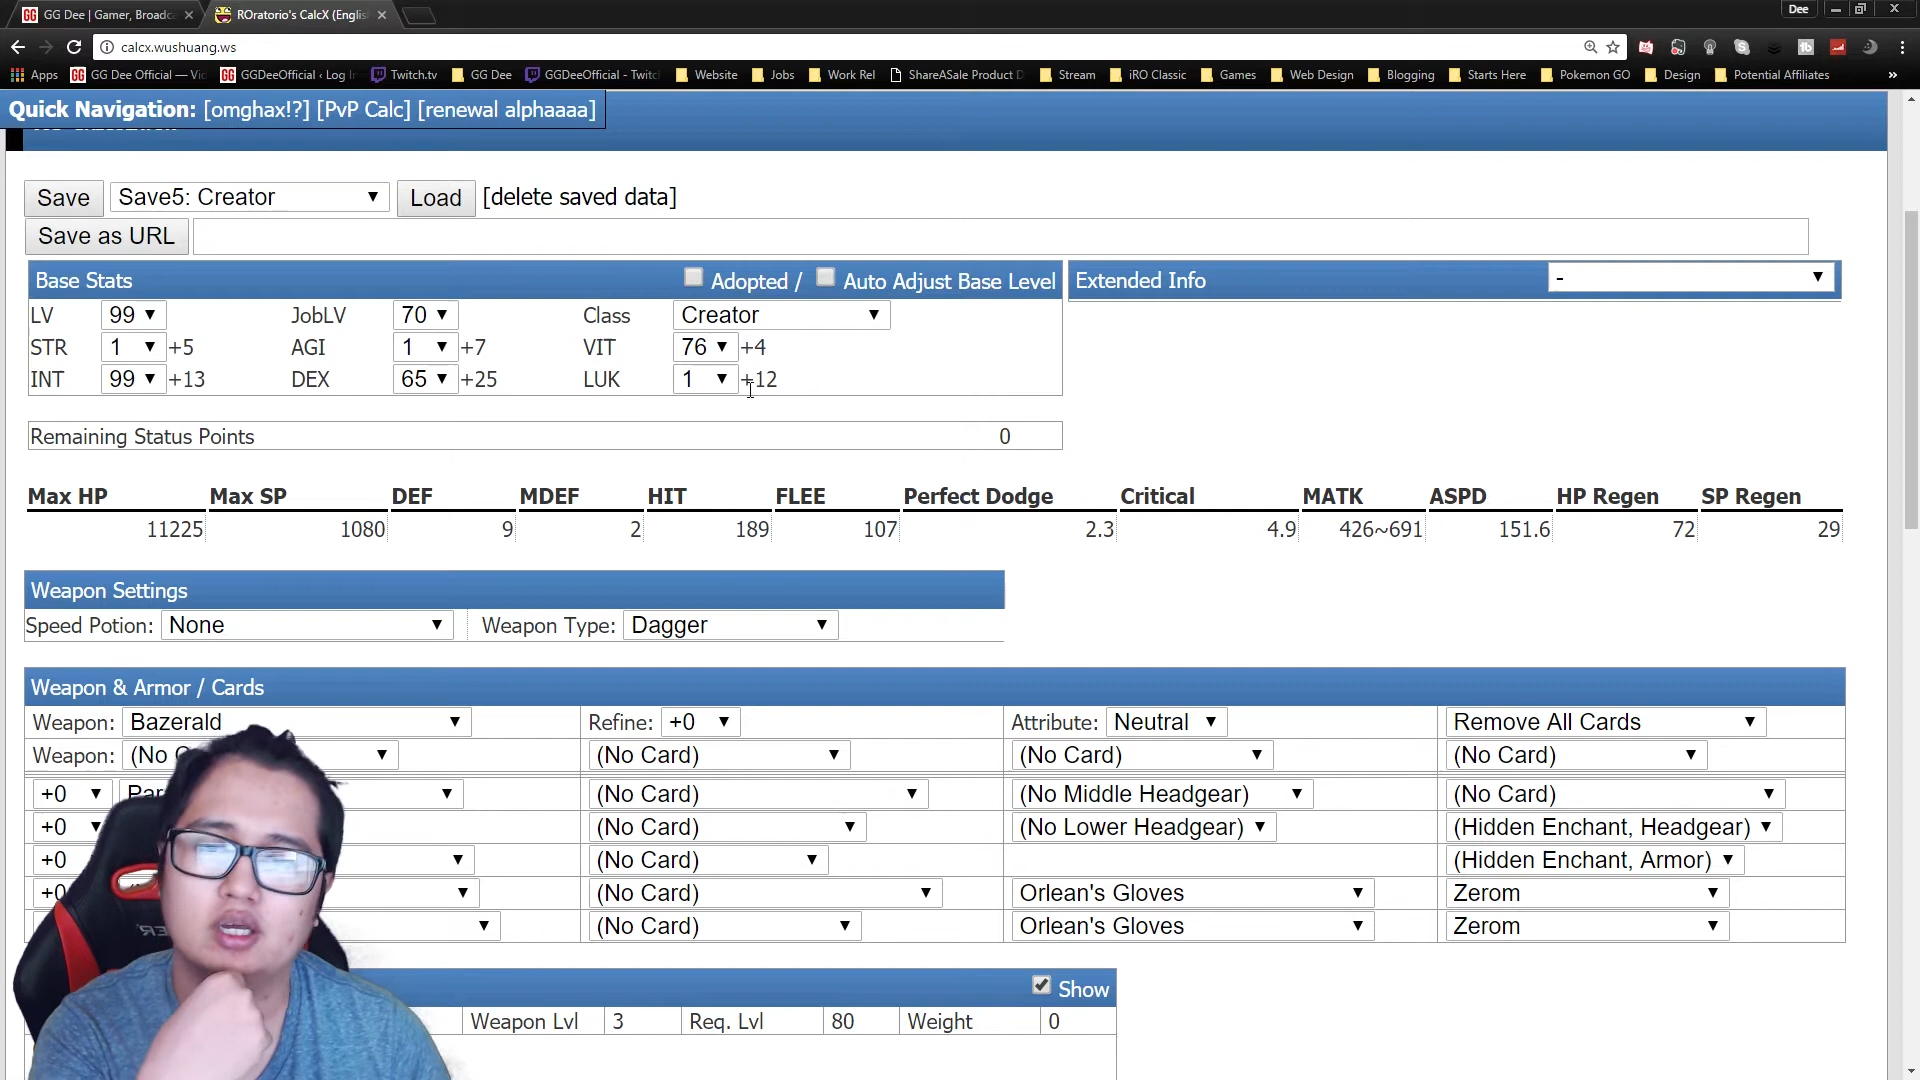 GG Dee | Gamer, Broadc
ROratorio's CalcX (Englis
Dee
calcx.wushuang.ws
Apps
GG Dee Official — Vi
GGDeeOfficial ‹ Log I
Twitch.tv
GG Dee
GGDeeOfficial - Twitc
Website
Jobs
Work Rel
ShareASale Product D
Stream
iRO Classic
Games
Web Design
Blogging
Starts Here
Pokemon GO
Design
Potential Affiliates
»
Quick Navigation: [omghax!?] [PvP Calc] [renewal alphaaaa]
Save Save5: Creator Load [delete saved data]
Save as URL
Base Stats Adopted / Auto Adjust Base Level Extended Info -
LV 99 JobLV 70 Class Creator
STR 1 +5 AGI 1 +7 VIT 76 +4
INT 99 +13 DEX 65 +25 LUK 1 +12
Remaining Status Points 0
Max HP Max SP DEF MDEF HIT FLEE Perfect Dodge Critical MATK ASPD HP Regen SP Regen
11225 1080 9 2 189 107 2.3 4.9 426~691 151.6 72 29
Weapon Settings
Speed Potion: None Weapon Type: Dagger
Weapon & Armor / Cards
Weapon: Bazerald Refine: +0 Attribute: Neutral Remove All Cards
Weapon: (No C (No Card) (No Card) (No Card)
+0 Par (No Card) (No Middle Headgear) (No Card)
+0 (No Card) (No Lower Headgear) (Hidden Enchant, Headgear)
+0 (No Card) (Hidden Enchant, Armor)
+0 (No Card) Orlean's Gloves Zerom
(No Card) Orlean's Gloves Zerom
Show
Weapon Lvl 3 Req. Lvl 80 Weight 0